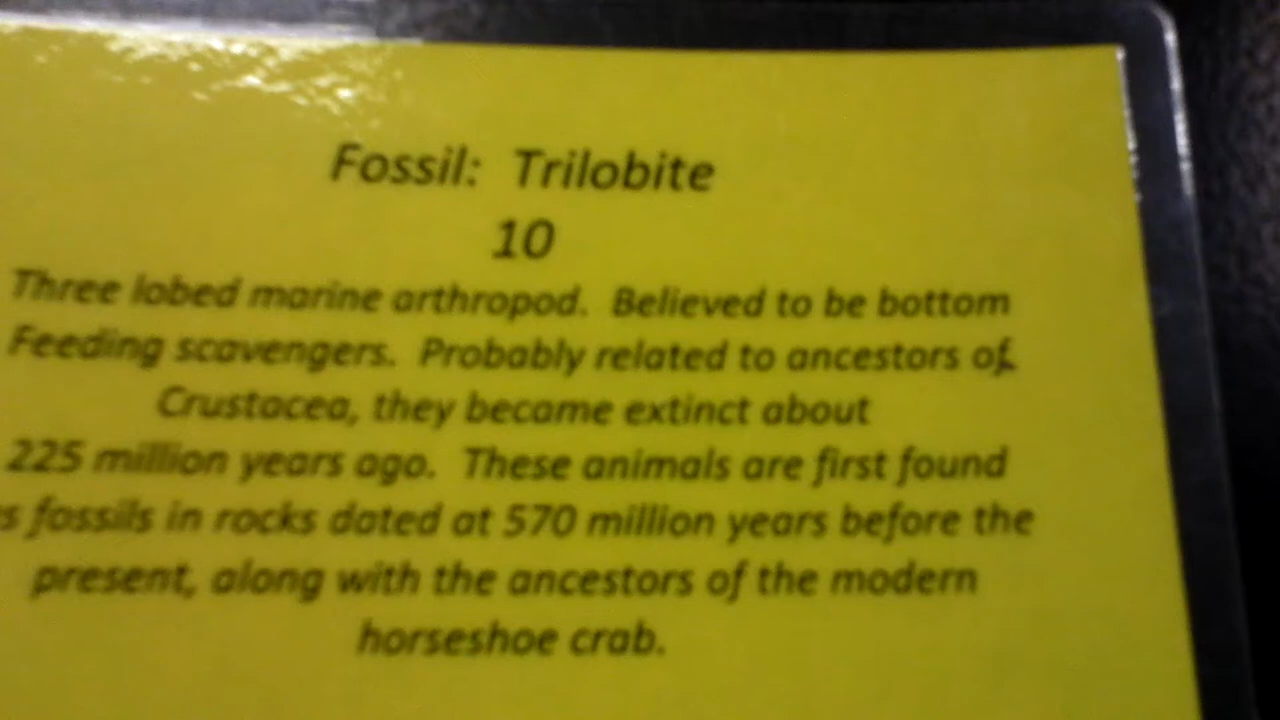 Fossil: Trilobite
10
Three lobed marine arthropod. Believed to be bottom
Feeding scavengers. Probably related to ancestors of
Crustacea, they became extinct about
225 million years ago. These animals are first found
s fossils in rocks dated at 570 million years before the
present, along with the ancestors of the modern
horseshoe crab.